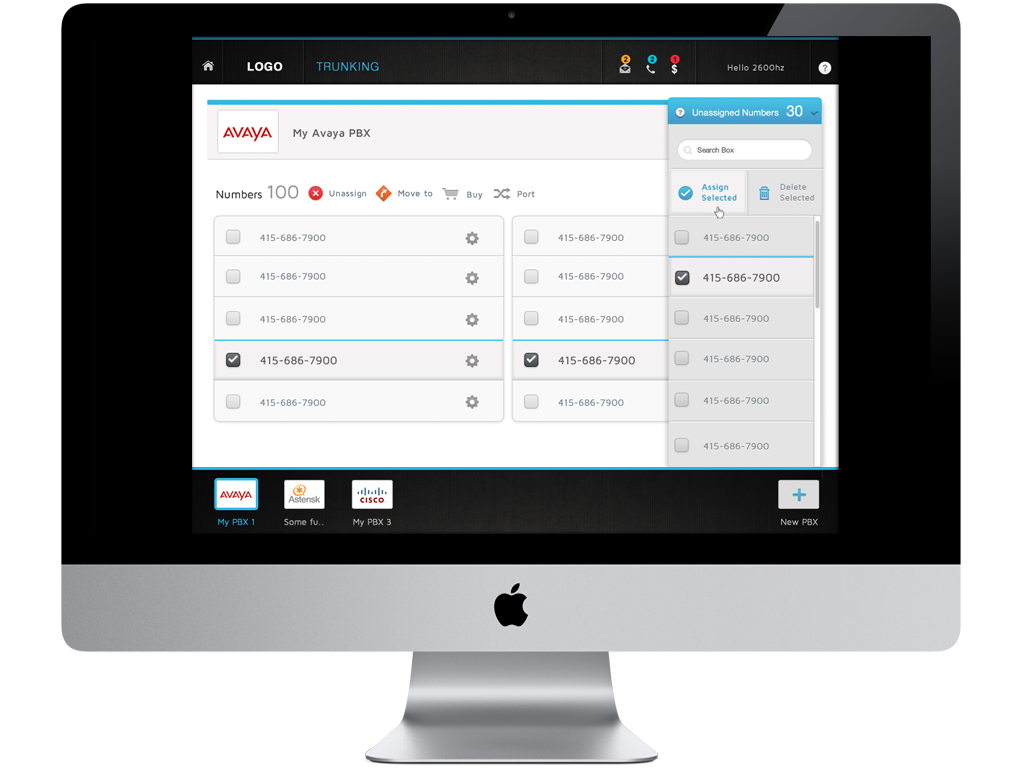 LOGO TRUNKING 2 2 1 $ Hello 2600hz ?
AVAYA My Avaya PBX
? Unassigned Numbers 30
Search Box
Numbers 100 Unassign Move to Buy Port
Assign Selected
Delete Selected
415-686-7900 415-686-7900 415-686-7900
415-686-7900 415-686-7900 415-686-7900
415-686-7900 415-686-7900 415-686-7900
415-686-7900 415-686-7900 415-686-7900
415-686-7900 415-686-7900 415-686-7900
415-686-7900
AVAYA Asterisk CISCO
My PBX 1 Some fu.. My PBX 3 New PBX